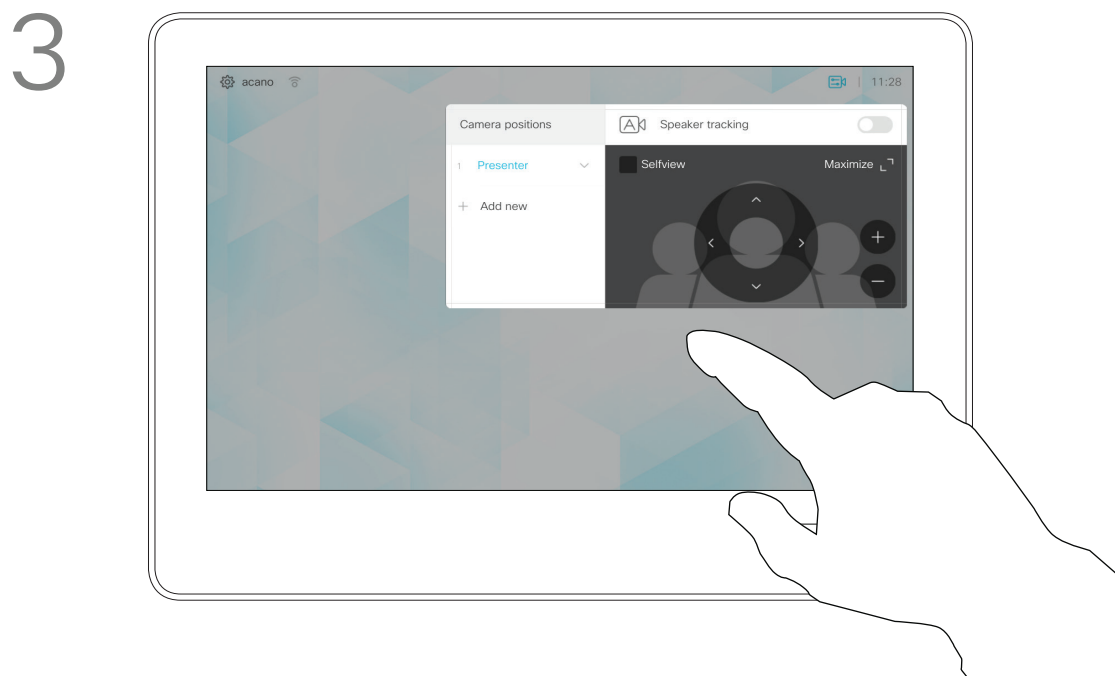 3
acano
11:28
Camera positions
A Speaker tracking
1 Presenter
Selfview
Maximize
+ Add new